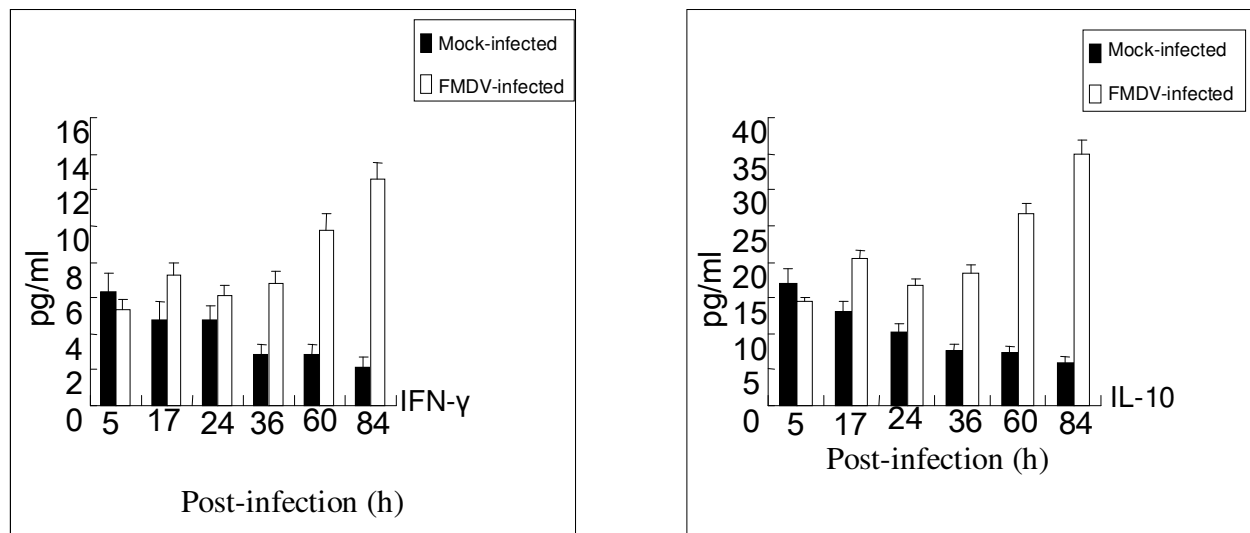 Mock-infected
FMDV-infected
pg/ml
16
14
12
10
8
6
4
2
0
5 17 24 36 60 84
IFN-γ
Post-infection (h)
Mock-infected
FMDV-infected
pg/ml
40
35
30
25
20
15
10
5
0
5 17 24 36 60 84
IL-10
Post-infection (h)